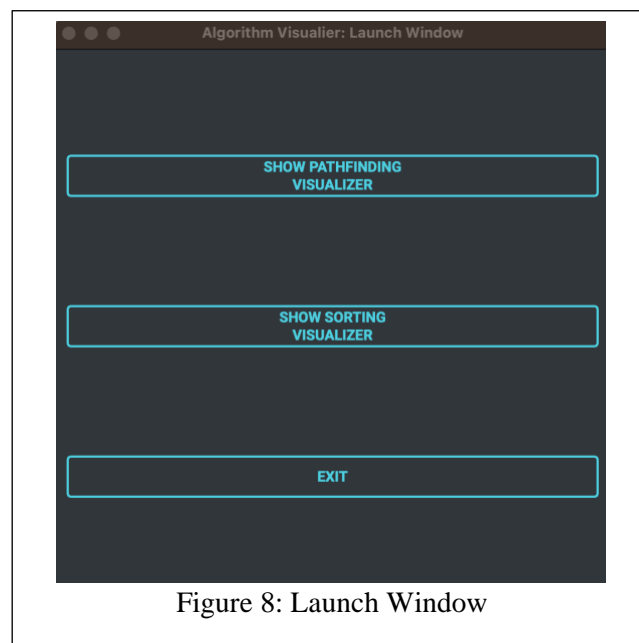 Algorithm Visualier: Launch Window
SHOW PATHFINDING
VISUALIZER
SHOW SORTING
VISUALIZER
EXIT
Figure 8: Launch Window